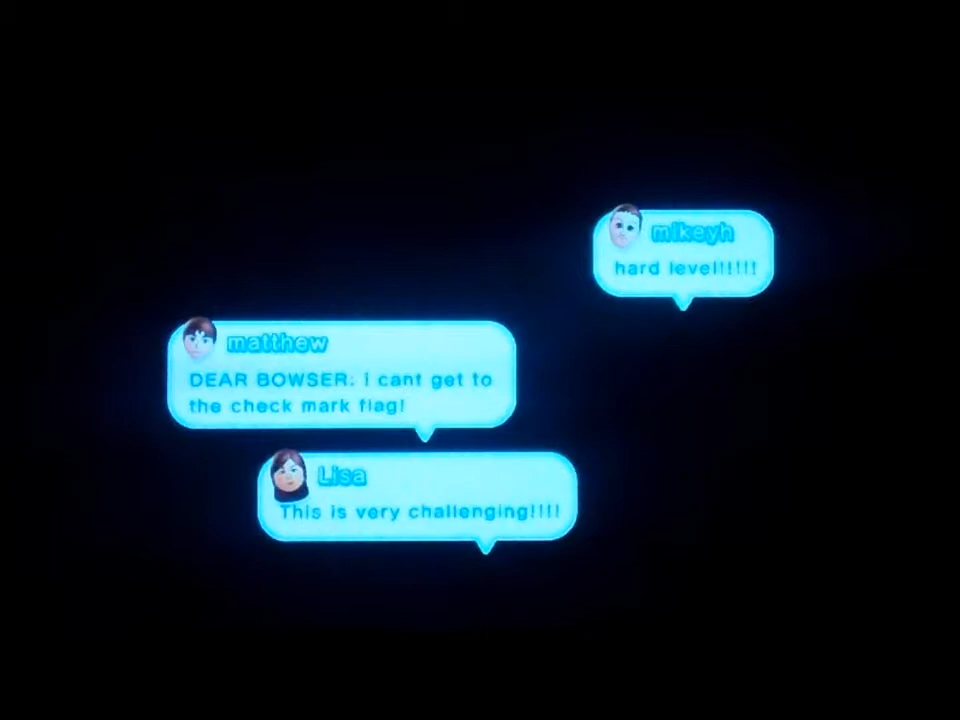 mikeyh
hard level!!!!!
matthew
DEAR BOWSER: i cant get to
the check mark flag!
Lisa
This is very challenging!!!!